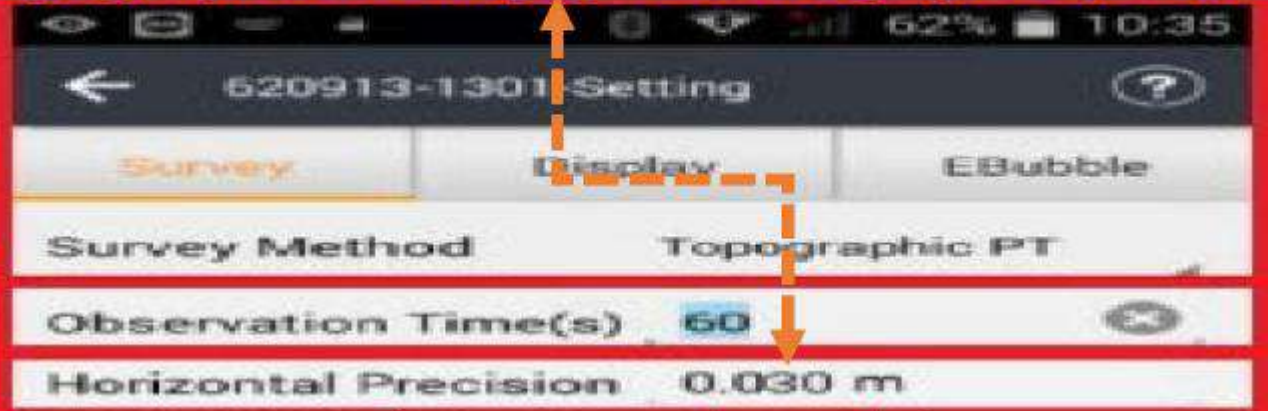 62% 10:35
620913-1301-Setting
Survey Display EBubble
Survey Method Topographic PT
Observation Time(s) 60
Horizontal Precision 0.030 m